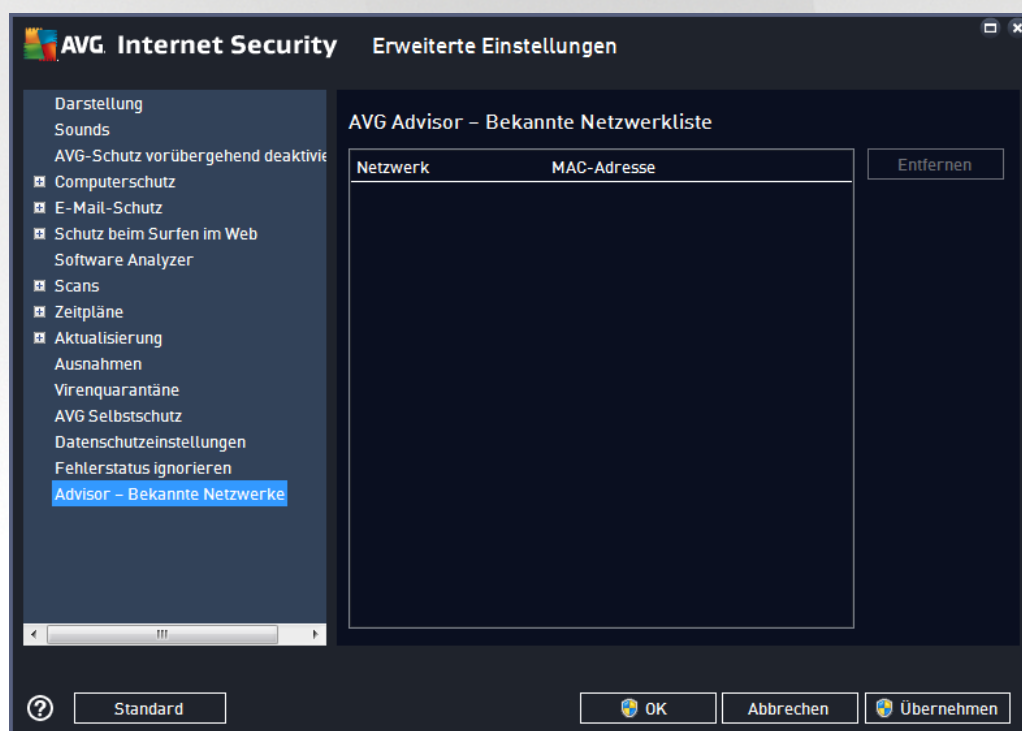 AVG Internet Security Erweiterte Einstellungen
Darstellung
Sounds
AVG-Schutz vorübergehend deaktivie
Computerschutz
E-Mail-Schutz
Schutz beim Surfen im Web
Software Analyzer
Scans
Zeitpläne
Aktualisierung
Ausnahmen
Virenquarantäne
AVG Selbstschutz
Datenschutzeinstellungen
Fehlerstatus ignorieren
Advisor – Bekannte Netzwerke
AVG Advisor – Bekannte Netzwerkliste
Netzwerk MAC-Adresse
Entfernen
Standard
OK
Abbrechen
Übernehmen